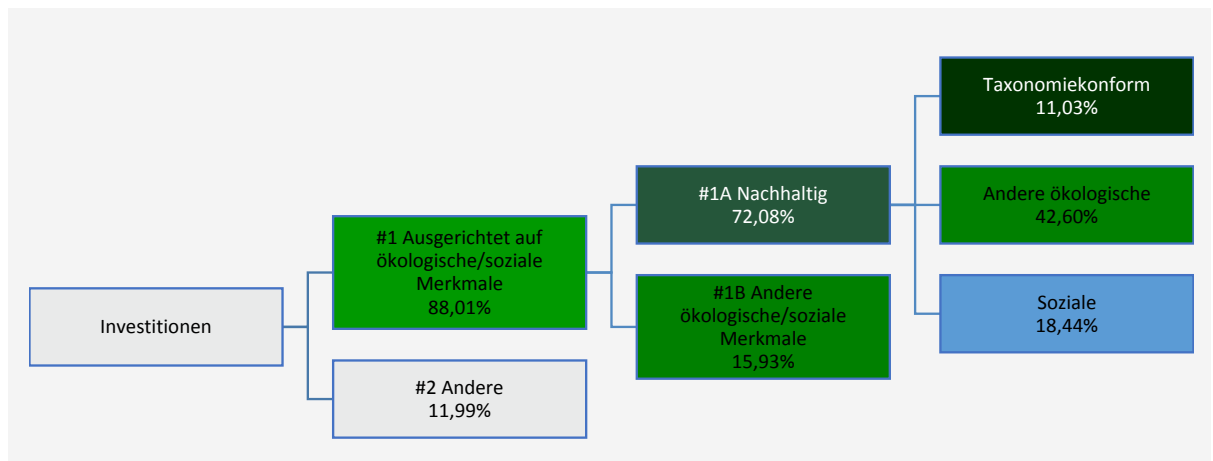 Investitionen
#1 Ausgerichtet auf
ökologische/soziale
Merkmale
88,01%
#2 Andere
11,99%
#1A Nachhaltig
72,08%
#1B Andere
ökologische/soziale
Merkmale
15,93%
Taxonomiekonform
11,03%
Andere ökologische
42,60%
Soziale
18,44%